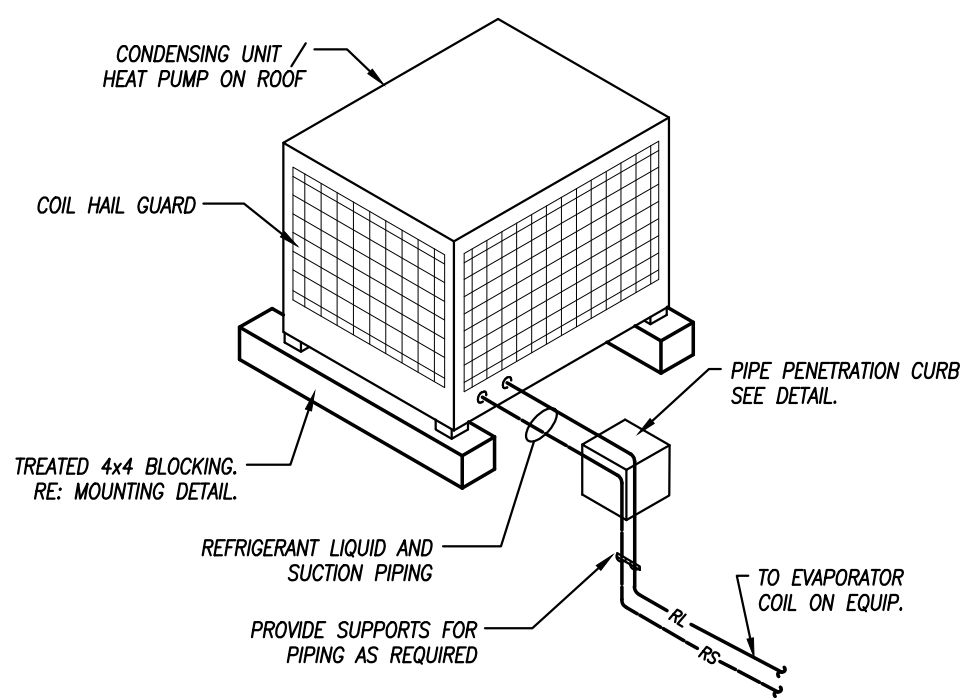 CONDENSING UNIT /
HEAT PUMP ON ROOF
COIL HAIL GUARD
PIPE PENETRATION CURB
SEE DETAIL.
TREATED 4x4 BLOCKING.
RE: MOUNTING DETAIL.
REFRIGERANT LIQUID AND
SUCTION PIPING
TO EVAPORATOR
COIL ON EQUIP.
PROVIDE SUPPORTS FOR
PIPING AS REQUIRED
RL
RS